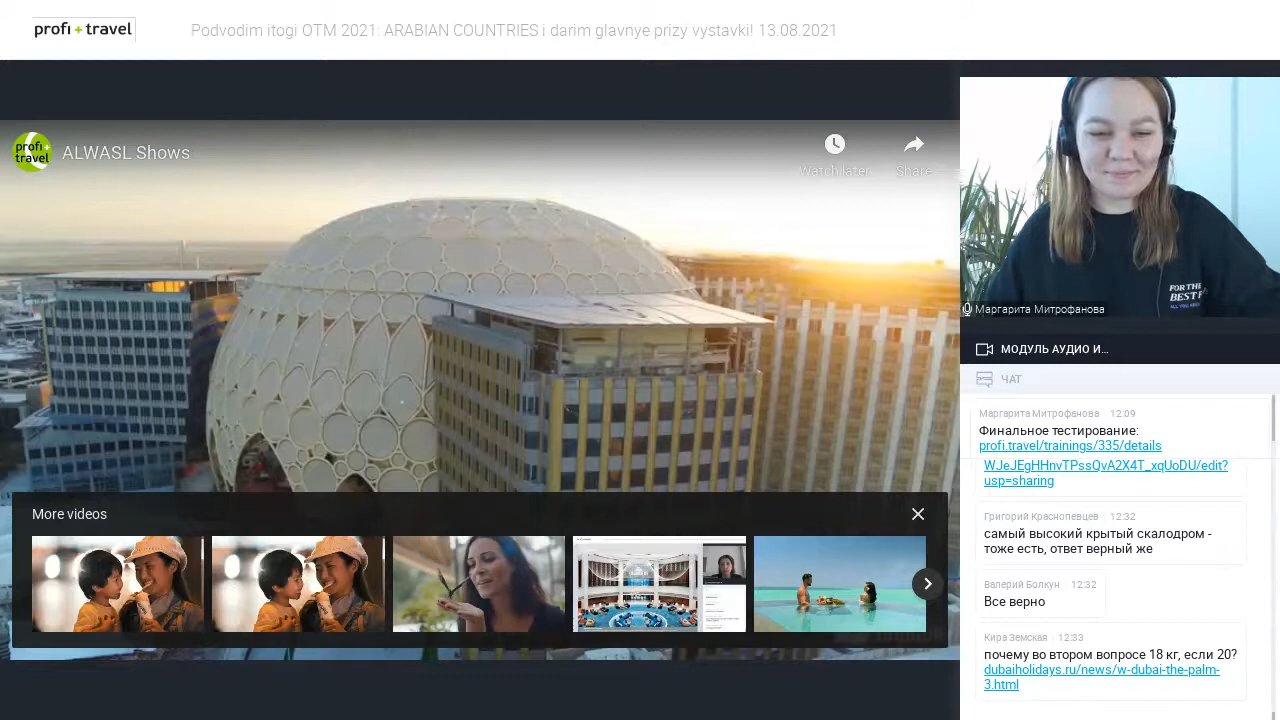 profi + travel
Podvodim itogi OTM 2021: ARABIAN COUNTRIES i darim glavnye prizy vystavki! 13.08.2021
profi +
travel
ALWASL Shows
Watch later
Share
More videos
FOR THE
Маргарита Митрофанова
МОДУЛЬ АУДИО И...
ЧАТ
Маргарита Митрофанова 12:09
Финальное тестирование:
profi.travel/trainings/335/details
WJeJEgHHnvTPssQvA2X4T_xqUoDU/edit?
usp=sharing
Григорий Краснопевцев 12:32
самый высокий крытый скалодром -
тоже есть, ответ верный же
Валерий Болкун 12:32
Все верно
Кира Земская 12:33
почему во втором вопросе 18 кг, если 20?
dubaiholidays.ru/news/w-dubai-the-palm-
3.html